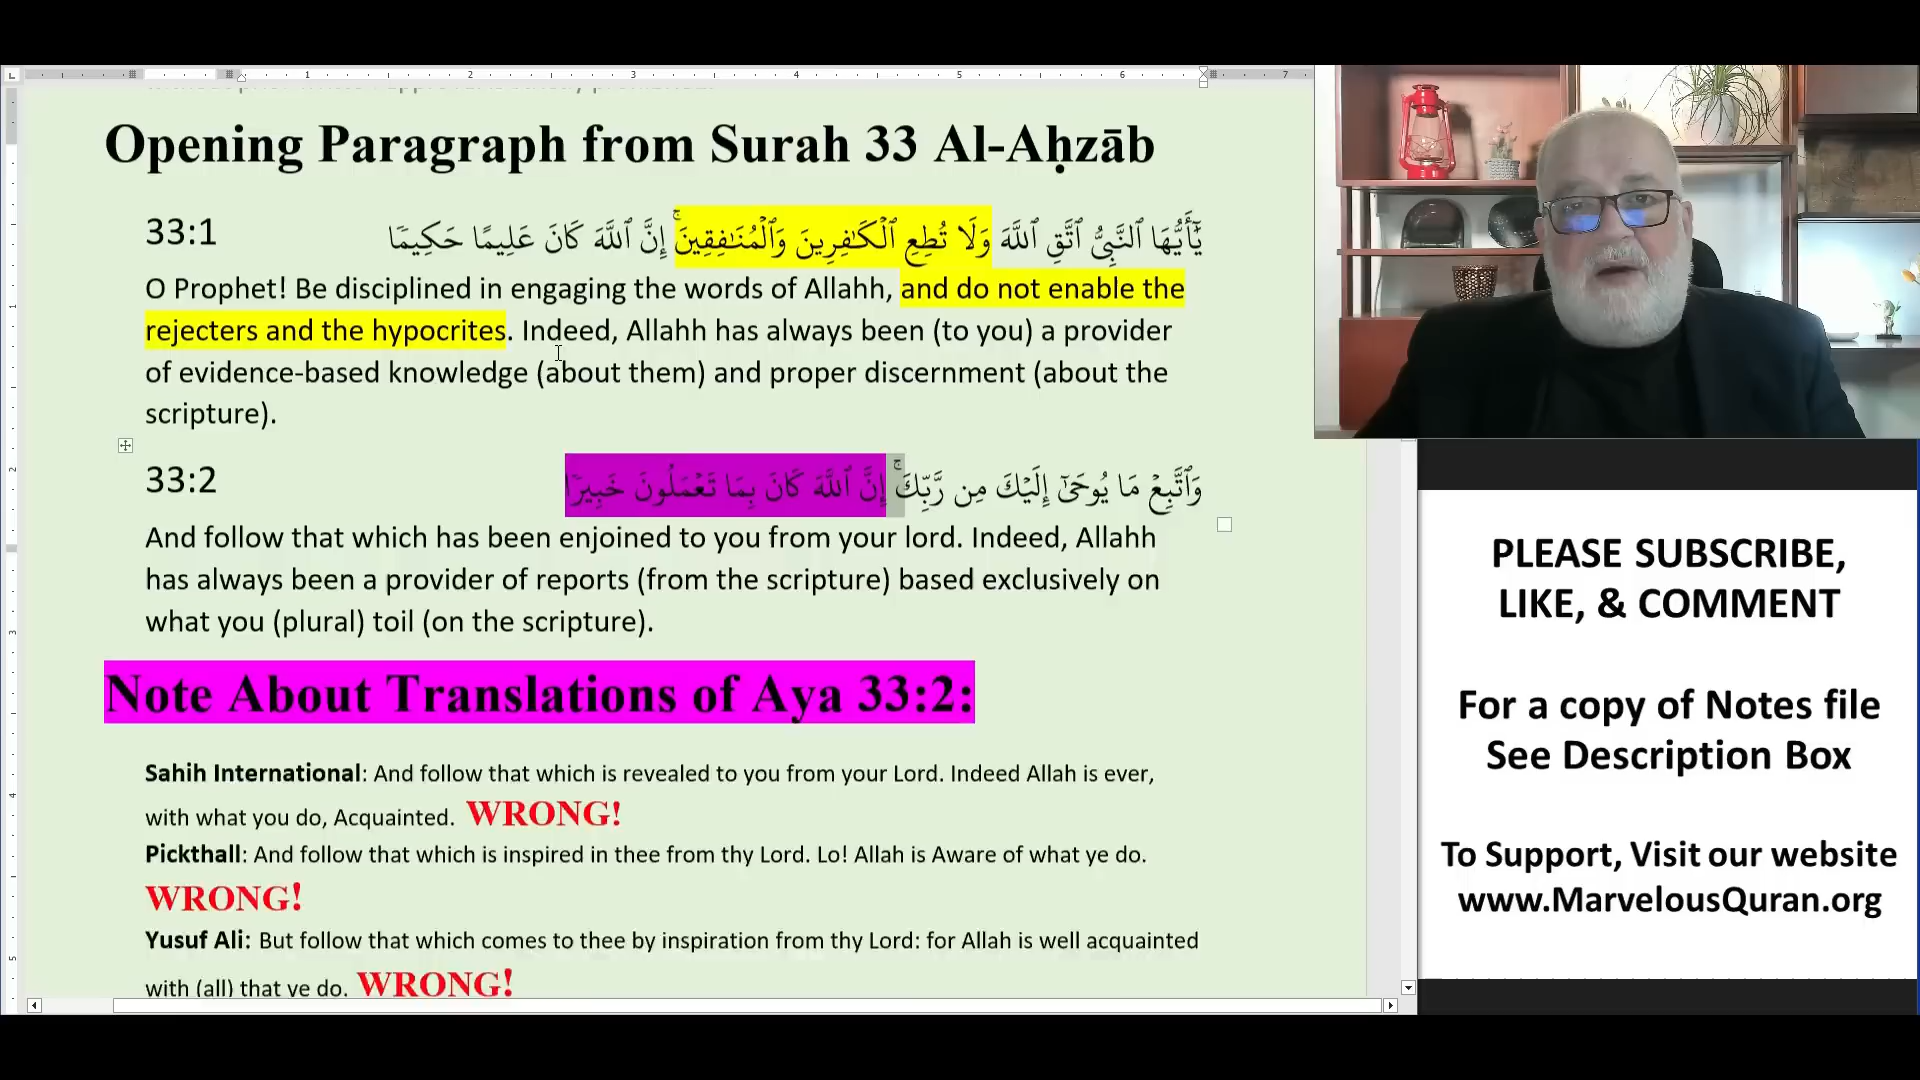 Opening Paragraph from Surah 33 Al-Aḥzāb
33:1
يَٰٓأَيُّهَا ٱلنَّبِىُّ ٱتَّقِ ٱللَّهَ وَلَا تُطِعِ ٱلْكَٰفِرِينَ وَٱلْمُنَٰفِقِينَ ۚ إِنَّ ٱللَّهَ كَانَ عَلِيمًا حَكِيمًا
O Prophet! Be disciplined in engaging the words of Allahh, and do not enable the
rejecters and the hypocrites. Indeed, Allahh has always been (to you) a provider
of evidence-based knowledge (about them) and proper discernment (about the
scripture).
33:2
وَٱتَّبِعْ مَا يُوحَىٰٓ إِلَيْكَ مِن رَّبِّكَ ۚ إِنَّ ٱللَّهَ كَانَ بِمَا تَعْمَلُونَ خَبِيرًا
And follow that which has been enjoined to you from your lord. Indeed, Allahh
has always been a provider of reports (from the scripture) based exclusively on
what you (plural) toil (on the scripture).
Note About Translations of Aya 33:2:
Sahih International: And follow that which is revealed to you from your Lord. Indeed Allah is ever,
with what you do, Acquainted. WRONG!
Pickthall: And follow that which is inspired in thee from thy Lord. Lo! Allah is Aware of what ye do.
WRONG!
Yusuf Ali: But follow that which comes to thee by inspiration from thy Lord: for Allah is well acquainted
with (all) that ye do. WRONG!
PLEASE SUBSCRIBE,
LIKE, & COMMENT
For a copy of Notes file
See Description Box
To Support, Visit our website
www.MarvelousQuran.org